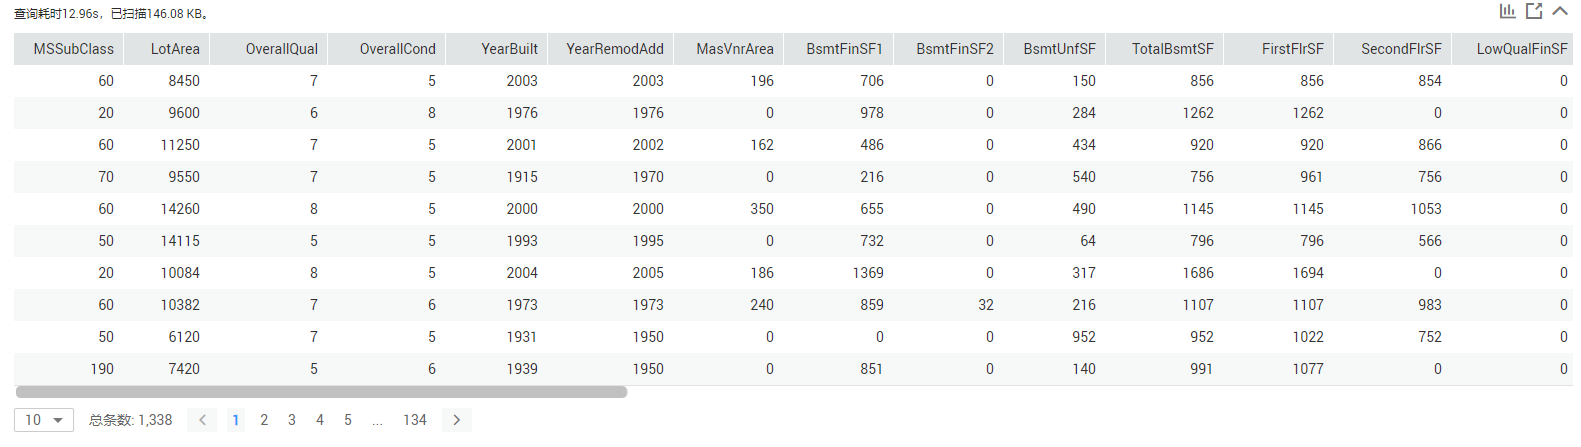 查询耗时12.96s，已扫描146.08 KB。
MSSubClass LotArea OverallQual OverallCond YearBuilt YearRemodAdd MasVnrArea BsmtFinSF1 BsmtFinSF2 BsmtUnfSF TotalBsmtSF FirstFlrSF SecondFlrSF LowQualFinSF
60 8450 7 5 2003 2003 196 706 0 150 856 856 854 0
20 9600 6 8 1976 1976 0 978 0 284 1262 1262 0 0
60 11250 7 5 2001 2002 162 486 0 434 920 920 866 0
70 9550 7 5 1915 1970 0 216 0 540 756 961 756 0
60 14260 8 5 2000 2000 350 655 0 490 1145 1145 1053 0
50 14115 5 5 1993 1995 0 732 0 64 796 796 566 0
20 10084 8 5 2004 2005 186 1369 0 317 1686 1694 0 0
60 10382 7 6 1973 1973 240 859 32 216 1107 1107 983 0
50 6120 7 5 1931 1950 0 0 0 952 952 1022 752 0
190 7420 5 6 1939 1950 0 851 0 140 991 1077 0 0
10 总条数: 1,338 1 2 3 4 5 ... 134